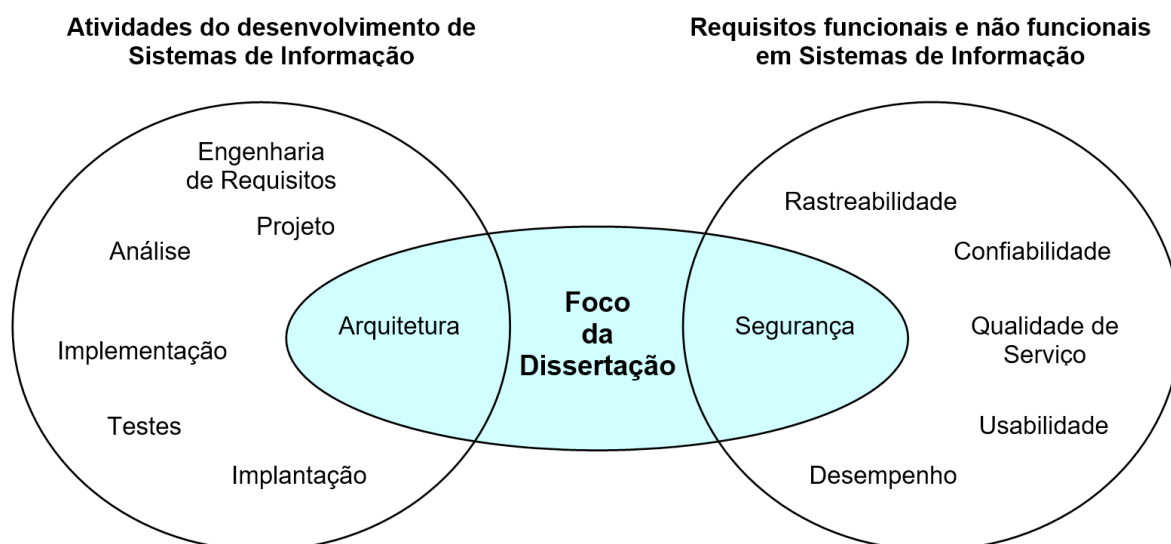 Atividades do desenvolvimento de
Sistemas de Informação
Requisitos funcionais e não funcionais
em Sistemas de Informação
Engenharia
de Requisitos
Projeto
Análise
Arquitetura
Implementação
Testes
Implantação
Foco
da
Dissertação
Rastreabilidade
Confiabilidade
Segurança
Qualidade de
Serviço
Usabilidade
Desempenho